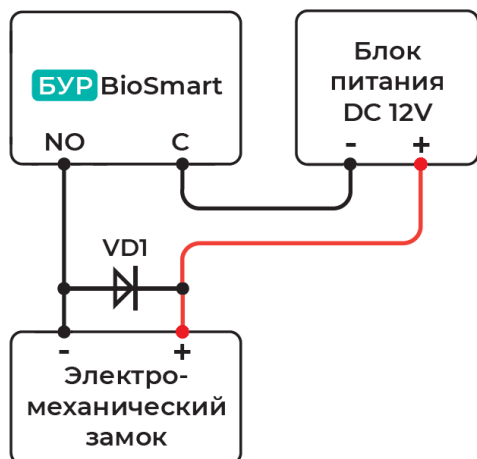 БУР BioSmart
NO C
Блок
питания
DC 12V
- +
VD1
- +
Электро-
механический
замок